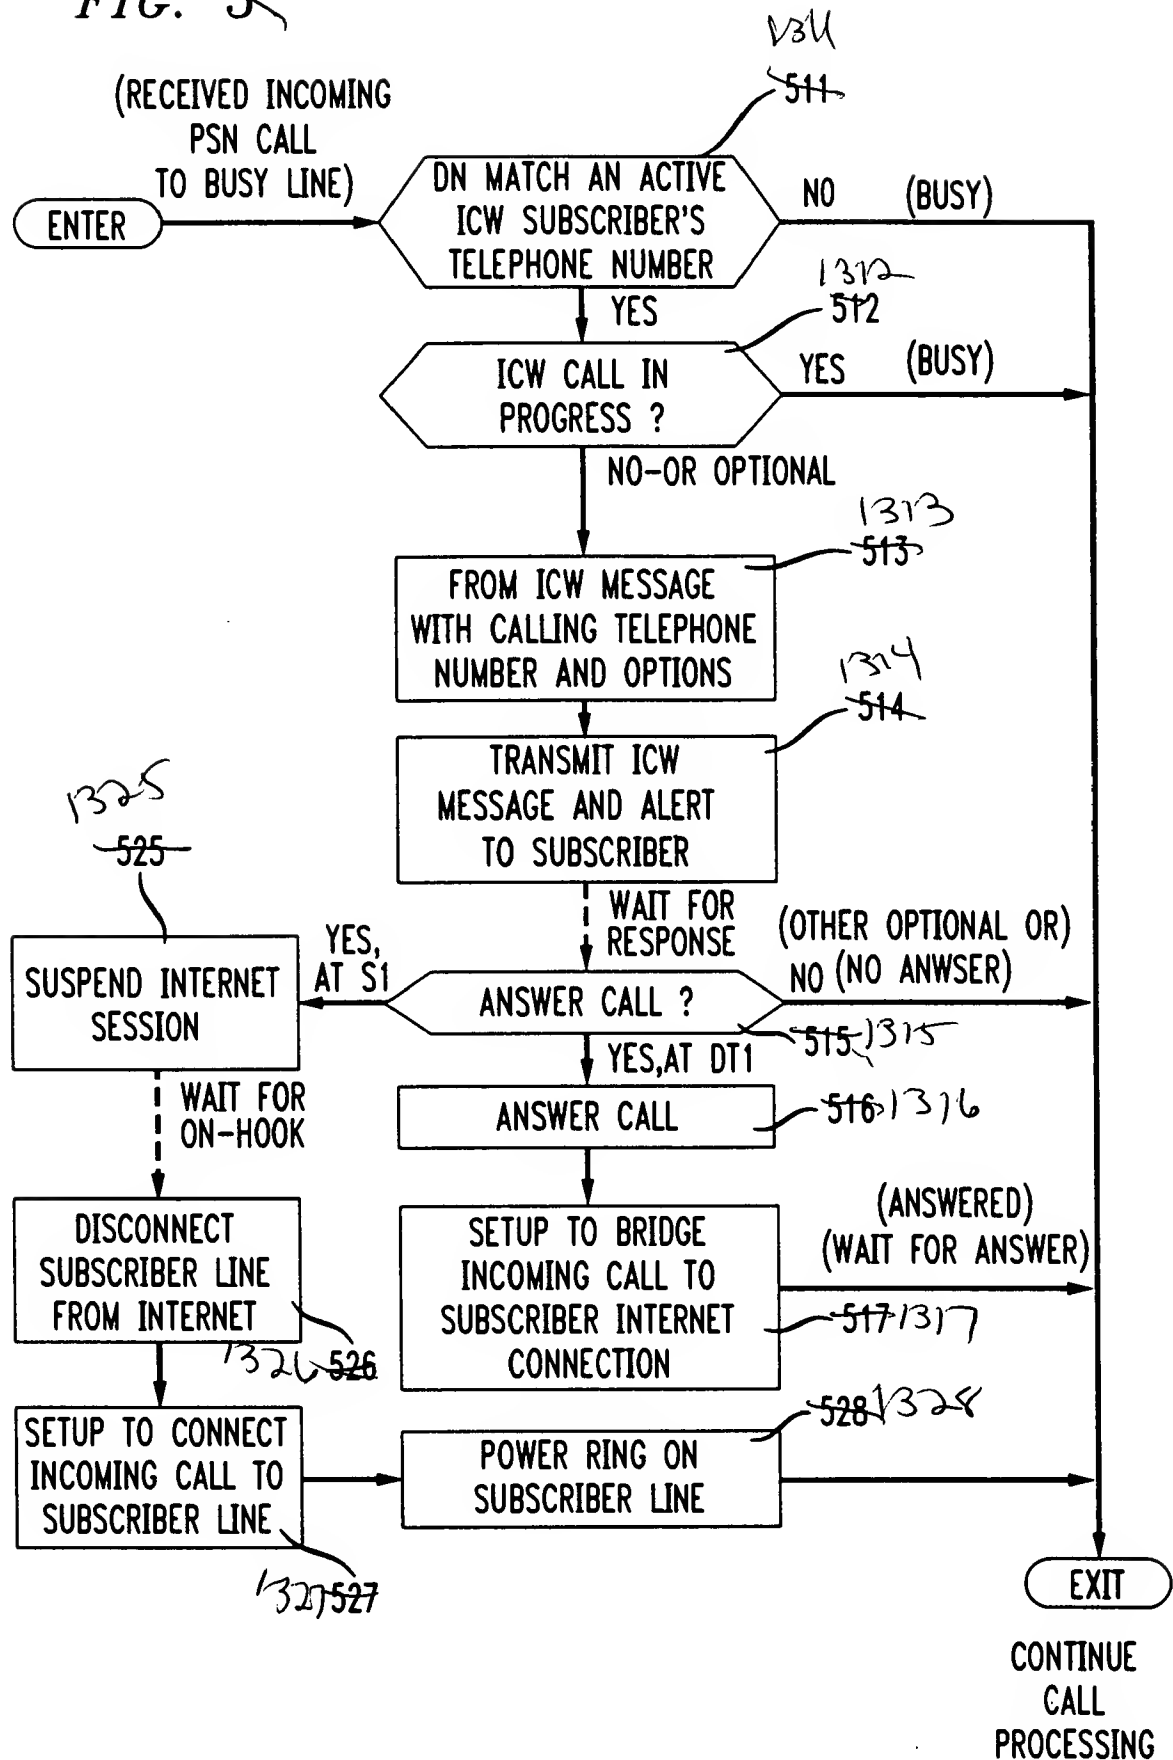 FIG. 5
1311
511
(RECEIVED INCOMING
PSN CALL
TO BUSY LINE)
ENTER
DN MATCH AN ACTIVE
ICW SUBSCRIBER'S
TELEPHONE NUMBER
NO (BUSY)
YES
1312
512
ICW CALL IN
PROGRESS ?
YES (BUSY)
NO-OR OPTIONAL
1313
513
FROM ICW MESSAGE
WITH CALLING TELEPHONE
NUMBER AND OPTIONS
1314
514
TRANSMIT ICW
MESSAGE AND ALERT
TO SUBSCRIBER
WAIT FOR
RESPONSE
1325
525
SUSPEND INTERNET
SESSION
YES,
AT S1
ANSWER CALL ?
(OTHER OPTIONAL OR)
NO (NO ANWSER)
515 1315
YES,AT DT1
WAIT FOR
ON-HOOK
ANSWER CALL
516 1316
DISCONNECT
SUBSCRIBER LINE
FROM INTERNET
1326 526
SETUP TO BRIDGE
INCOMING CALL TO
SUBSCRIBER INTERNET
CONNECTION
(ANSWERED)
(WAIT FOR ANSWER)
517 1317
SETUP TO CONNECT
INCOMING CALL TO
SUBSCRIBER LINE
1327 527
528 1328
POWER RING ON
SUBSCRIBER LINE
EXIT
CONTINUE
CALL
PROCESSING